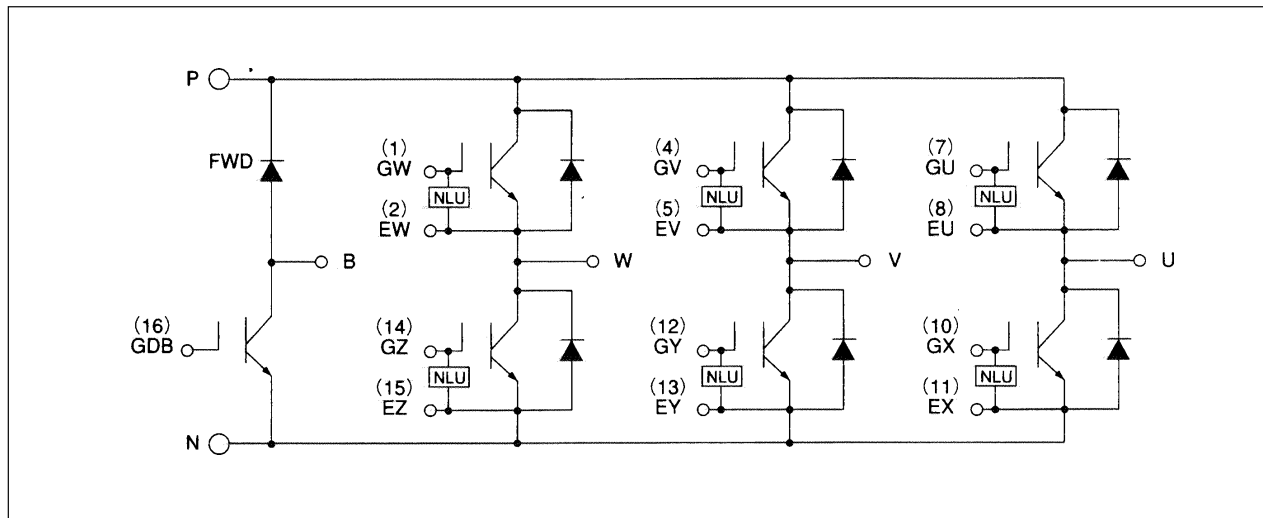 P
FWD
(1)
GW
NLU
(2)
EW
(4)
GV
NLU
(5)
EV
(7)
GU
NLU
(8)
EU
B
W
V
U
(16)
GDB
(14)
GZ
NLU
(15)
EZ
(12)
GY
NLU
(13)
EY
(10)
GX
NLU
(11)
EX
N